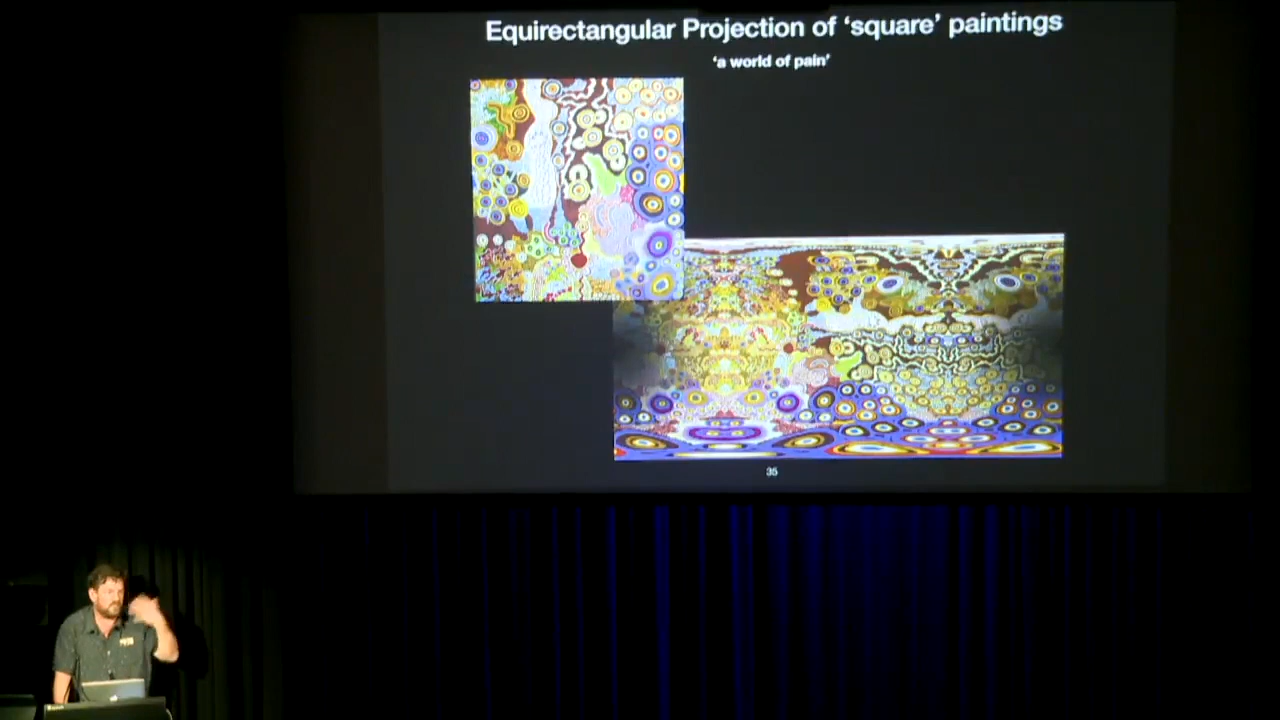 Equirectangular Projection of ‘square’ paintings
‘a world of pain’
35